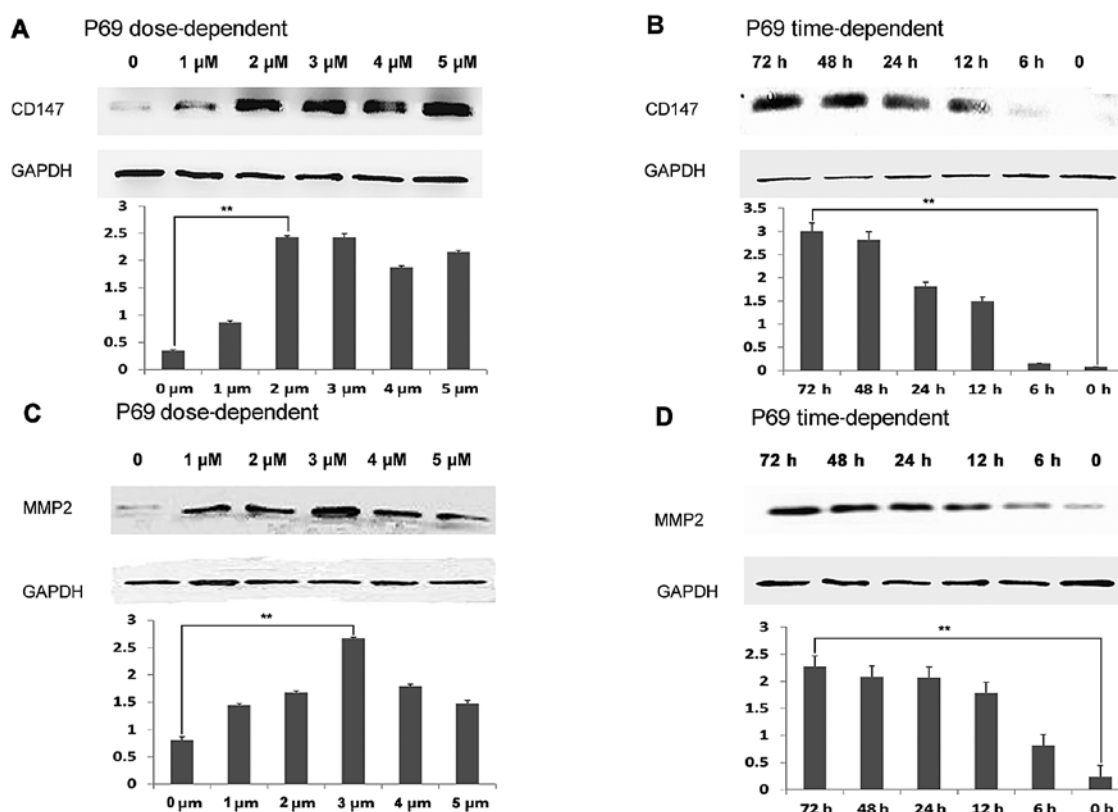 A P69 dose-dependent
0 1 µM 2 µM 3 µM 4 µM 5 µM
CD147
GAPDH
**
3
2.5
2
1.5
1
0.5
0
0 µm 1 µm 2 µm 3 µm 4 µm 5 µm
B P69 time-dependent
72 h 48 h 24 h 12 h 6 h 0
CD147
GAPDH
**
3.5
3
2.5
2
1.5
1
0.5
0
72 h 48 h 24 h 12 h 6 h 0 h
C P69 dose-dependent
0 1 µM 2 µM 3 µM 4 µM 5 µM
MMP2
GAPDH
**
3
2.5
2
1.5
1
0.5
0
0 µm 1 µm 2 µm 3 µm 4 µm 5 µm
D P69 time-dependent
72 h 48 h 24 h 12 h 6 h 0
MMP2
GAPDH
**
3
2.5
2
1.5
1
0.5
0
72 h 48 h 24 h 12 h 6 h 0 h